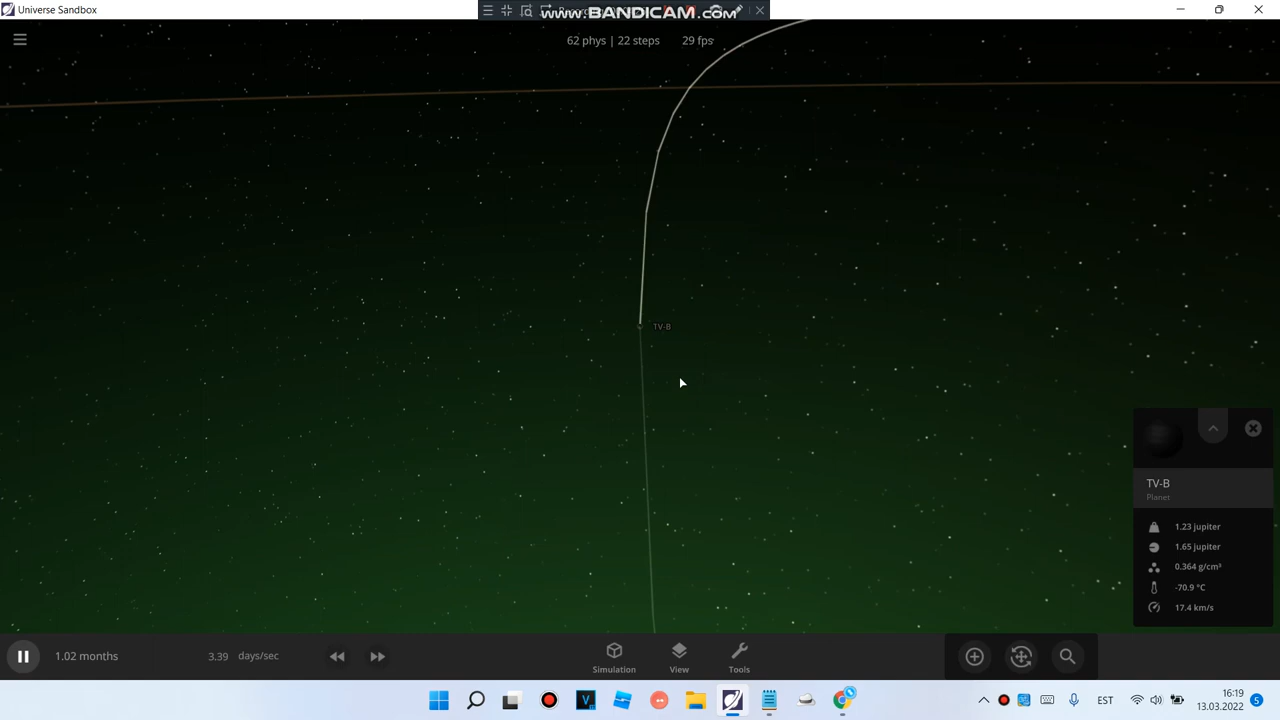 Universe Sandbox
www.BANDICAM.com
62 phys | 22 steps 29 fps
TV-B
TV-B
Planet
1.23 jupiter
1.65 jupiter
0.364 g/cm³
-70.9 °C
17.4 km/s
1.02 months 3.39 days/sec
Simulation View Tools
EST
16:19
13.03.2022
5